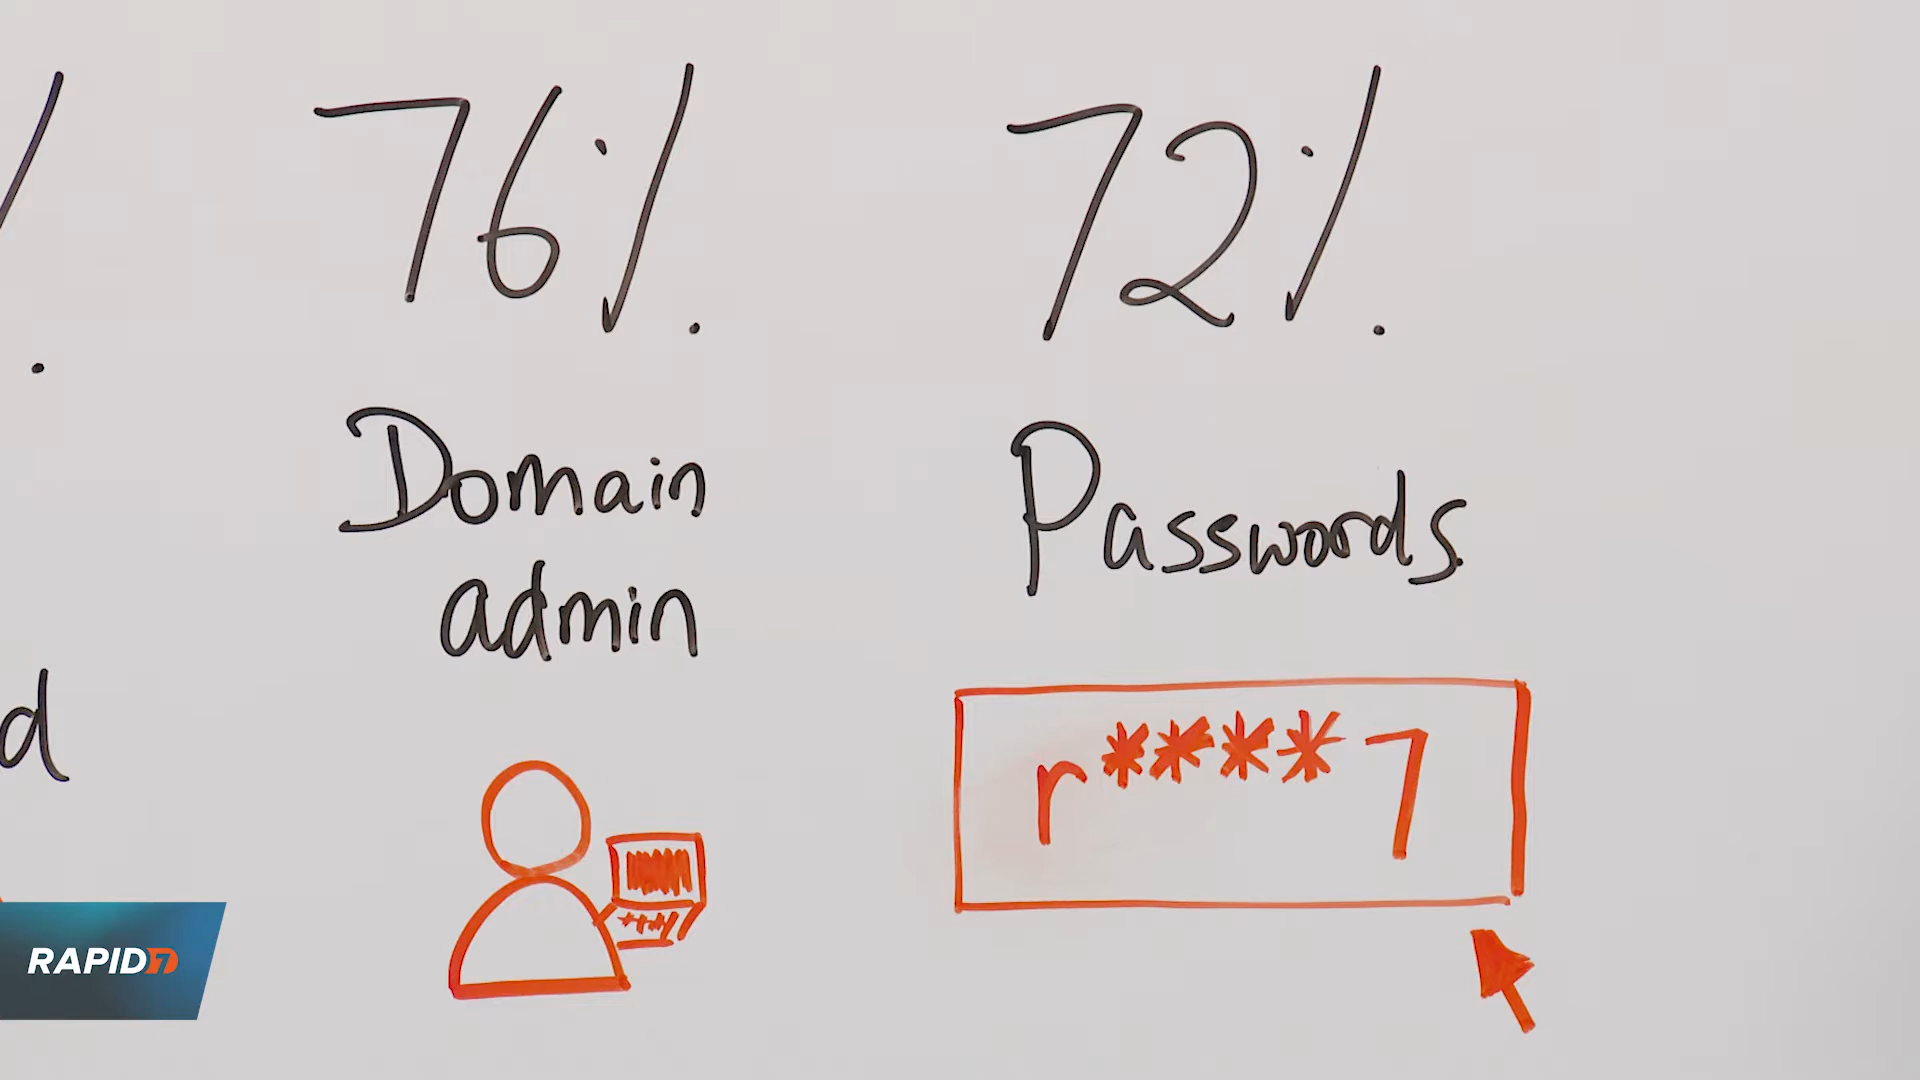 76%
72%
Domain
admin
Passwords
d
r****7
RAPID7